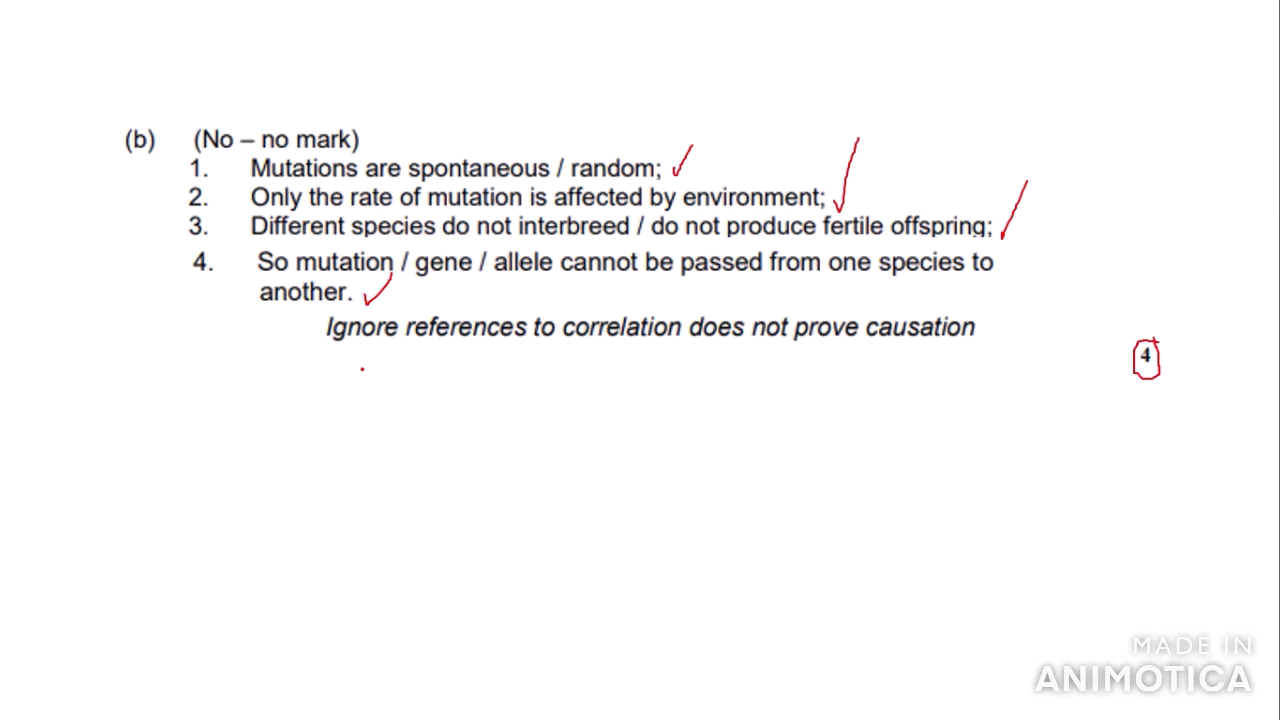 (b) (No – no mark)
1. Mutations are spontaneous / random;
2. Only the rate of mutation is affected by environment;
3. Different species do not interbreed / do not produce fertile offspring;
4. So mutation / gene / allele cannot be passed from one species to
another.
Ignore references to correlation does not prove causation
4
MADE IN
ANIMOTICA